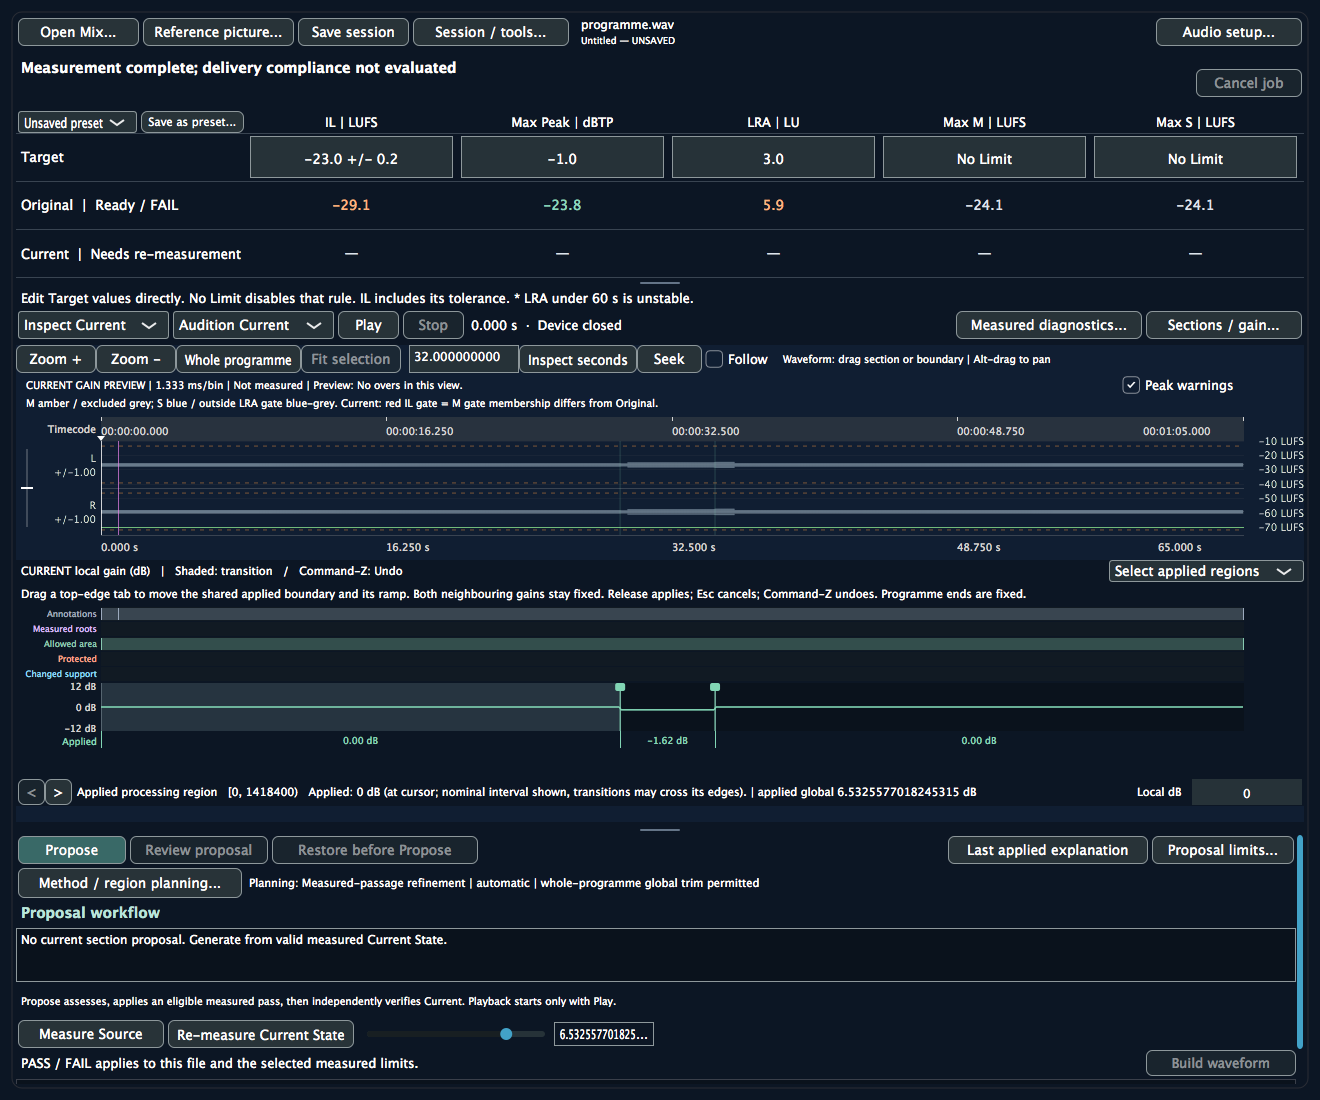 Open Mix... Reference picture... Save session Session / tools... programme.wav Audio setup...
Untitled — UNSAVED
Measurement complete; delivery compliance not evaluated
Cancel job
Unsaved preset Save as preset... IL | LUFS Max Peak | dBTP LRA | LU Max M | LUFS Max S | LUFS
Target -23.0 +/- 0.2 -1.0 3.0 No Limit No Limit
Original | Ready / FAIL -29.1 -23.8 5.9 -24.1 -24.1
Current | Needs re-measurement — — — — —
Edit Target values directly. No Limit disables that rule. IL includes its tolerance. * LRA under 60 s is unstable.
Inspect Current Audition Current Play Stop 0.000 s · Device closed Measured diagnostics... Sections / gain...
Zoom + Zoom − Whole programme Fit selection 32.000000000 Inspect seconds Seek Follow Waveform: drag section or boundary | Alt-drag to pan
CURRENT GAIN PREVIEW | 1.333 ms/bin | Not measured | Preview: No overs in this view. Peak warnings
M amber / excluded grey; S blue / outside LRA gate blue-grey. Current: red IL gate = M gate membership differs from Original.
Timecode 00:00:00.000 00:00:16.250 00:00:32.500 00:00:48.750 00:01:05.000
-10 LUFS
L -20 LUFS
+/-1.00 -30 LUFS
-40 LUFS
-50 LUFS
R -60 LUFS
+/-1.00 -70 LUFS
0.000 s 16.250 s 32.500 s 48.750 s 65.000 s
CURRENT local gain (dB) | Shaded: transition / Command-Z: Undo Select applied regions
Drag a top-edge tab to move the shared applied boundary and its ramp. Both neighbouring gains stay fixed. Release applies; Esc cancels; Command-Z undoes. Programme ends are fixed.
Annotations
Measured roots
Allowed area
Protected
Changed support
12 dB
0 dB
-12 dB
Applied 0.00 dB -1.62 dB 0.00 dB
< > Applied processing region [0, 1418400) Applied: 0 dB (at cursor; nominal interval shown, transitions may cross its edges). | applied global 6.5325577018245315 dB Local dB 0
Propose Review proposal Restore before Propose Last applied explanation Proposal limits...
Method / region planning... Planning: Measured-passage refinement | automatic | whole-programme global trim permitted
Proposal workflow
No current section proposal. Generate from valid measured Current State.
Propose assesses, applies an eligible measured pass, then independently verifies Current. Playback starts only with Play.
Measure Source Re-measure Current State 6.532557701825...
PASS / FAIL applies to this file and the selected measured limits. Build waveform